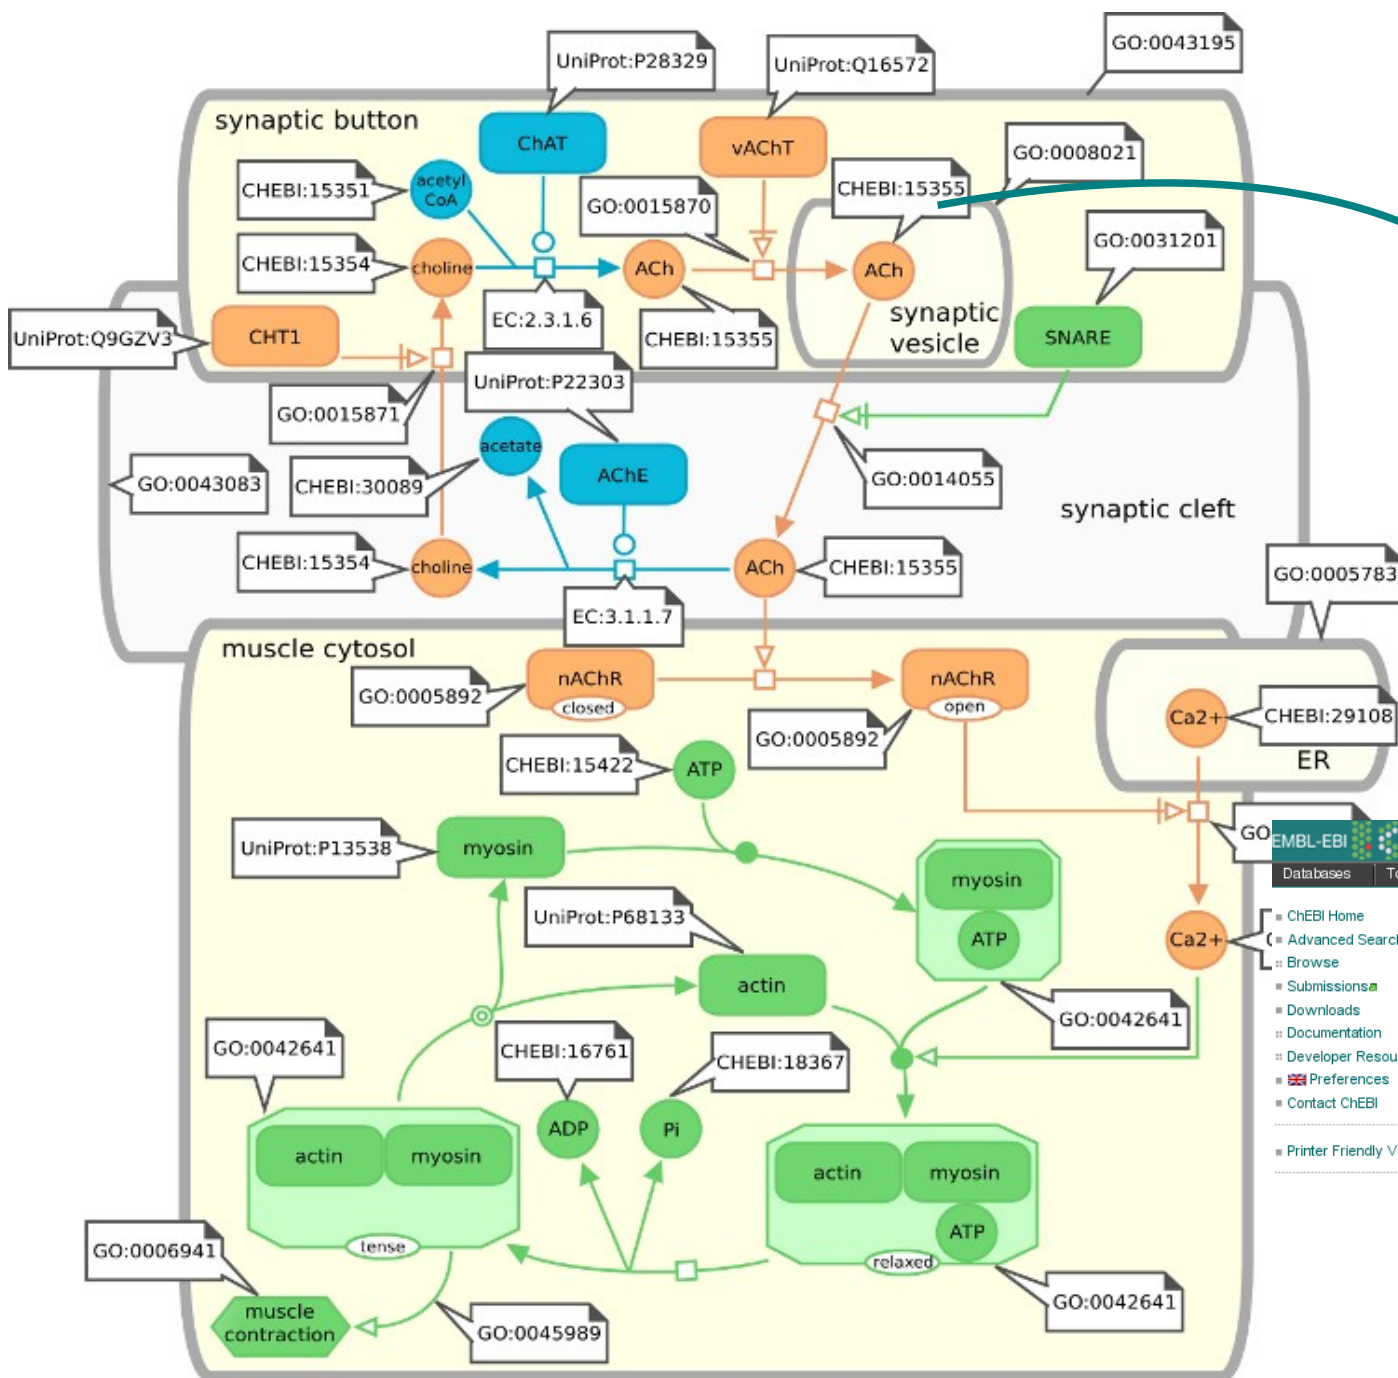 GO:0043195
UniProt:P28329
UniProt:Q16572
synaptic button
ChAT
vAChT
GO:0008021
CHEBI:15351
acetyl
CoA
CHEBI:15355
GO:0015870
GO:0031201
CHEBI:15354
choline
ACh
ACh
EC:2.3.1.6
synaptic
vesicle
UniProt:Q9GZV3
CHT1
CHEBI:15355
SNARE
UniProt:P22303
GO:0015871
acetate
AChE
GO:0043083
CHEBI:30089
GO:0014055
synaptic cleft
CHEBI:15354
choline
ACh
CHEBI:15355
GO:0005783
EC:3.1.1.7
muscle cytosol
GO:0005892
nAChR
closed
nAChR
open
Ca2+
CHEBI:29108
GO:0005892
ER
CHEBI:15422
ATP
GO
UniProt:P13538
myosin
EMBL-EBI
Databases
myosin
ATP
UniProt:P68133
actin
Ca2+
ChEBI Home
Advanced Search
Browse
Submissions
Downloads
Documentation
Developer Resou
Preferences
Contact ChEBI
Printer Friendly V
GO:0042641
GO:0042641
CHEBI:16761
CHEBI:18367
ADP
Pi
actin
myosin
tense
actin
myosin
ATP
relaxed
GO:0006941
GO:0042641
muscle
contraction
GO:0045989